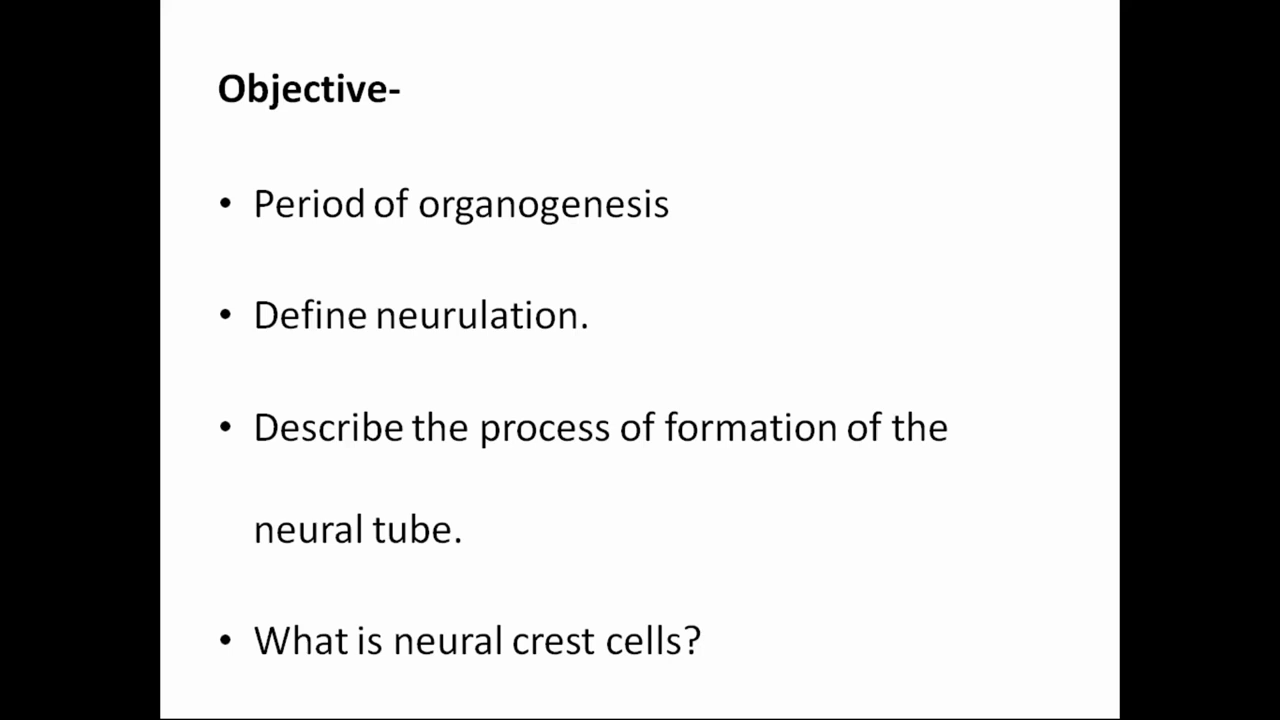 Objective-
• Period of organogenesis
• Define neurulation.
• Describe the process of formation of the
neural tube.
• What is neural crest cells?